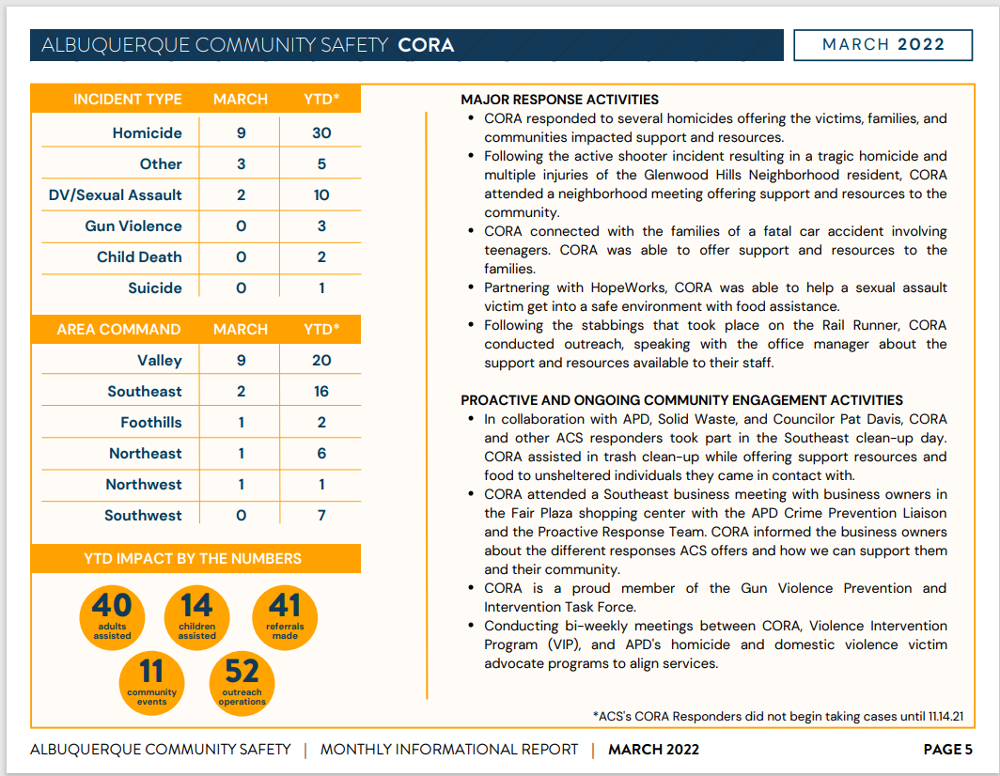 ALBUQUERQUE COMMUNITY SAFETY CORA
MARCH 2022
INCIDENT TYPE MARCH YTD*
Homicide 9 30
Other 3 5
DV/Sexual Assault 2 10
Gun Violence 0 3
Child Death 0 2
Suicide 0 1
AREA COMMAND MARCH YTD*
Valley 9 20
Southeast 2 16
Foothills 1 2
Northeast 1 6
Northwest 1 1
Southwest 0 7
YTD IMPACT BY THE NUMBERS
40
adults
assisted
14
children
assisted
41
referrals
made
11
community
events
52
outreach
operations
MAJOR RESPONSE ACTIVITIES
• CORA responded to several homicides offering the victims, families, and
communities impacted support and resources.
• Following the active shooter incident resulting in a tragic homicide and
multiple injuries of the Glenwood Hills Neighborhood resident, CORA
attended a neighborhood meeting offering support and resources to the
community.
• CORA connected with the families of a fatal car accident involving
teenagers. CORA was able to offer support and resources to the
families.
• Partnering with HopeWorks, CORA was able to help a sexual assault
victim get into a safe environment with food assistance.
• Following the stabbings that took place on the Rail Runner, CORA
conducted outreach, speaking with the office manager about the
support and resources available to their staff.
PROACTIVE AND ONGOING COMMUNITY ENGAGEMENT ACTIVITIES
• In collaboration with APD, Solid Waste, and Councilor Pat Davis, CORA
and other ACS responders took part in the Southeast clean-up day.
CORA assisted in trash clean-up while offering support resources and
food to unsheltered individuals they came in contact with.
• CORA attended a Southeast business meeting with business owners in
the Fair Plaza shopping center with the APD Crime Prevention Liaison
and the Proactive Response Team. CORA informed the business owners
about the different responses ACS offers and how we can support them
and their community.
• CORA is a proud member of the Gun Violence Prevention and
Intervention Task Force.
• Conducting bi-weekly meetings between CORA, Violence Intervention
Program (VIP), and APD's homicide and domestic violence victim
advocate programs to align services.
*ACS's CORA Responders did not begin taking cases until 11.14.21
ALBUQUERQUE COMMUNITY SAFETY | MONTHLY INFORMATIONAL REPORT | MARCH 2022 PAGE 5